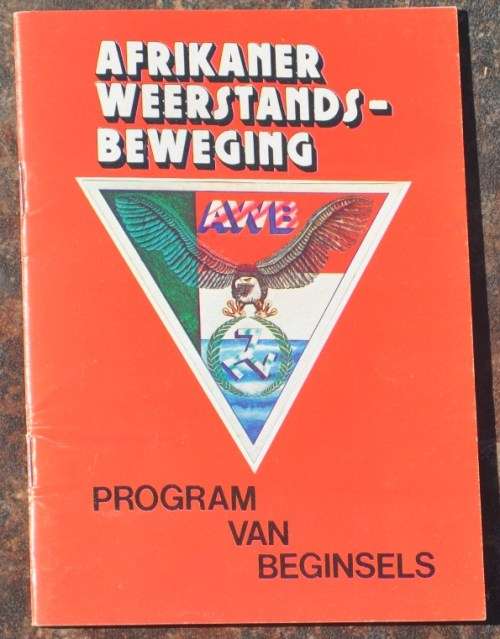 AFRIKANER
WEERSTANDS-
BEWEGING
AWB
PROGRAM
VAN
BEGINSELS